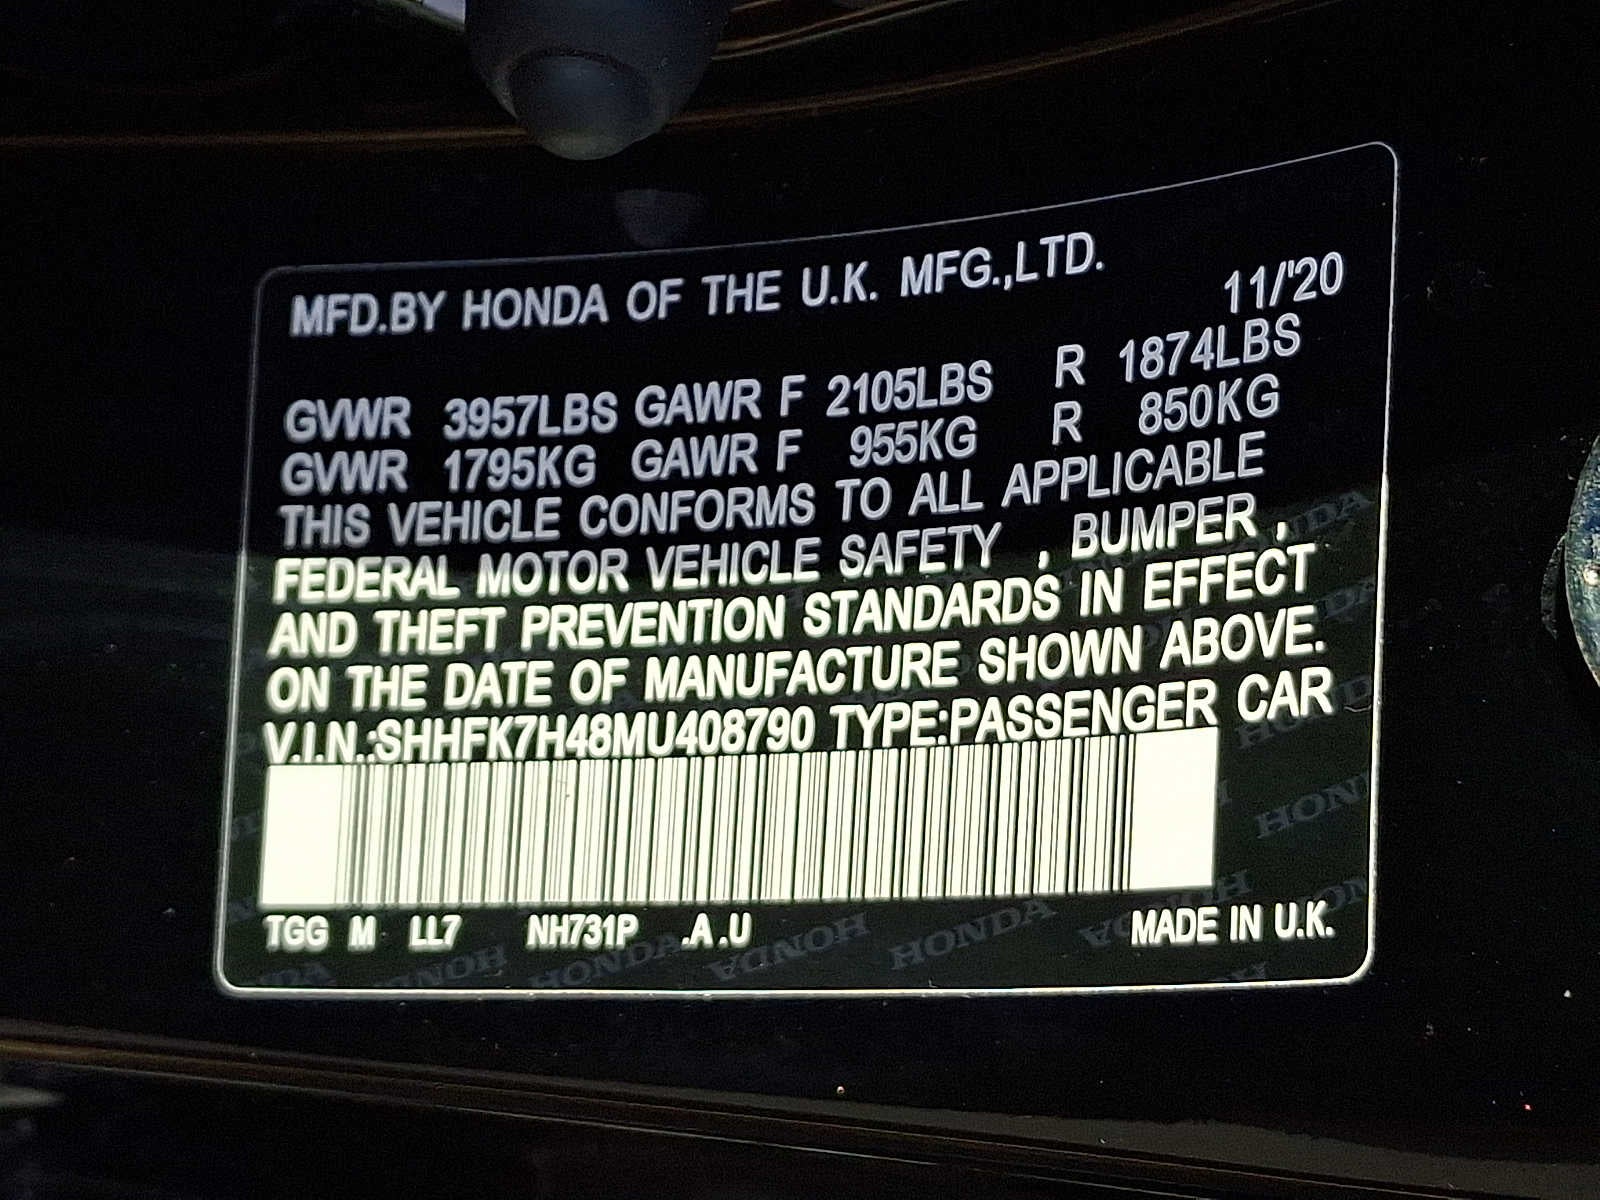 MFD.BY HONDA OF THE U.K. MFG.,LTD.
11/'20
GVWR 3957LBS GAWR F 2105LBS R 1874LBS
GVWR 1795KG GAWR F 955KG R 850KG
THIS VEHICLE CONFORMS TO ALL APPLICABLE
FEDERAL MOTOR VEHICLE SAFETY , BUMPER ,
AND THEFT PREVENTION STANDARDS IN EFFECT
ON THE DATE OF MANUFACTURE SHOWN ABOVE.
V.I.N.:SHHFK7H48MU408790 TYPE:PASSENGER CAR
TGG M LL7 NH731P .A .U MADE IN U.K.